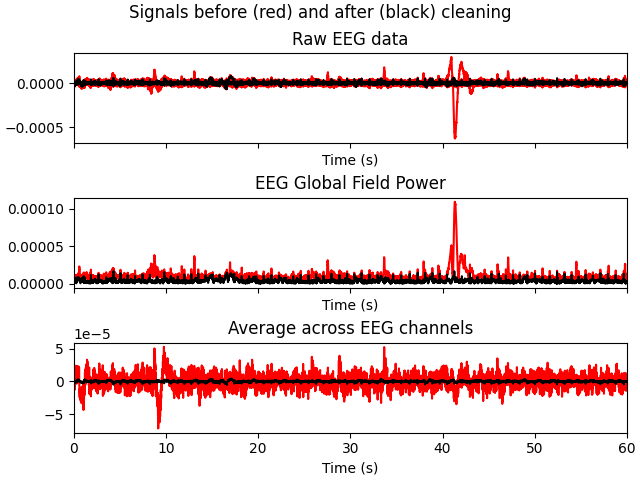 Signals before (red) and after (black) cleaning
Raw EEG data
0.0000
−0.0005
Time (s)
EEG Global Field Power
0.00010
0.00005
0.00000
Time (s)
Average across EEG channels
1e−5
5
0
−5
0 10 20 30 40 50 60
Time (s)